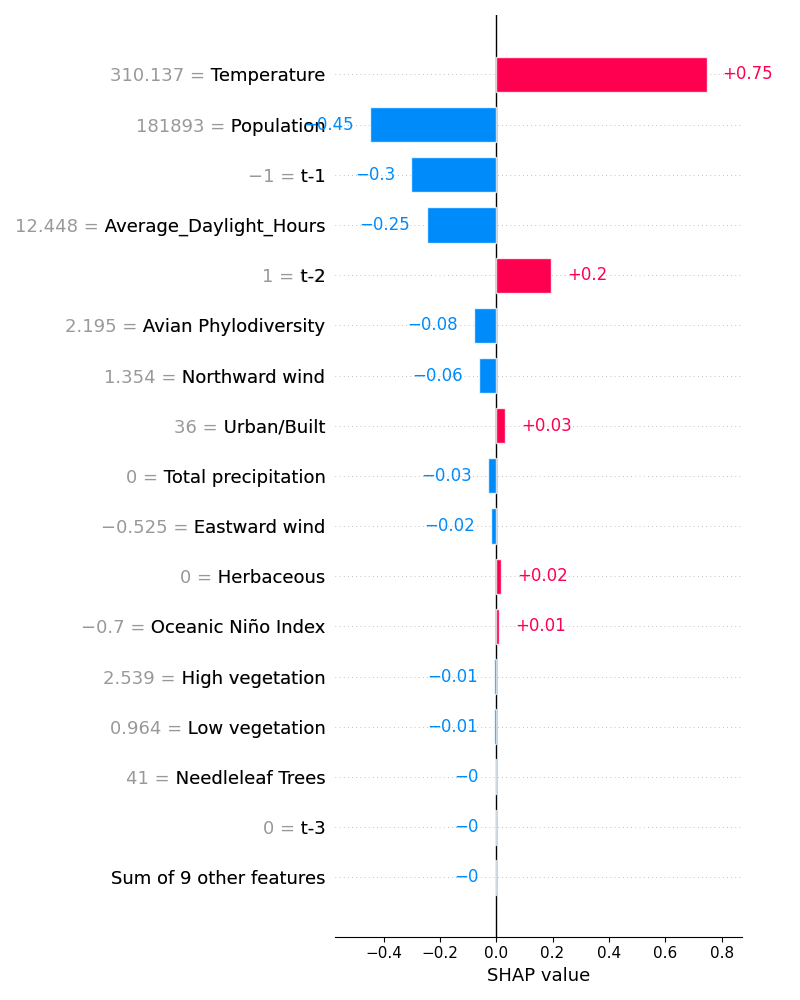 310.137 = Temperature +0.75
181893 = Population −0.45
−1 = t-1 −0.3
12.448 = Average_Daylight_Hours −0.25
1 = t-2 +0.2
2.195 = Avian Phylodiversity −0.08
1.354 = Northward wind −0.06
36 = Urban/Built +0.03
0 = Total precipitation −0.03
−0.525 = Eastward wind −0.02
0 = Herbaceous +0.02
−0.7 = Oceanic Niño Index +0.01
2.539 = High vegetation −0.01
0.964 = Low vegetation −0.01
41 = Needleleaf Trees −0
0 = t-3 −0
Sum of 9 other features −0
−0.4 −0.2 0.0 0.2 0.4 0.6 0.8
SHAP value